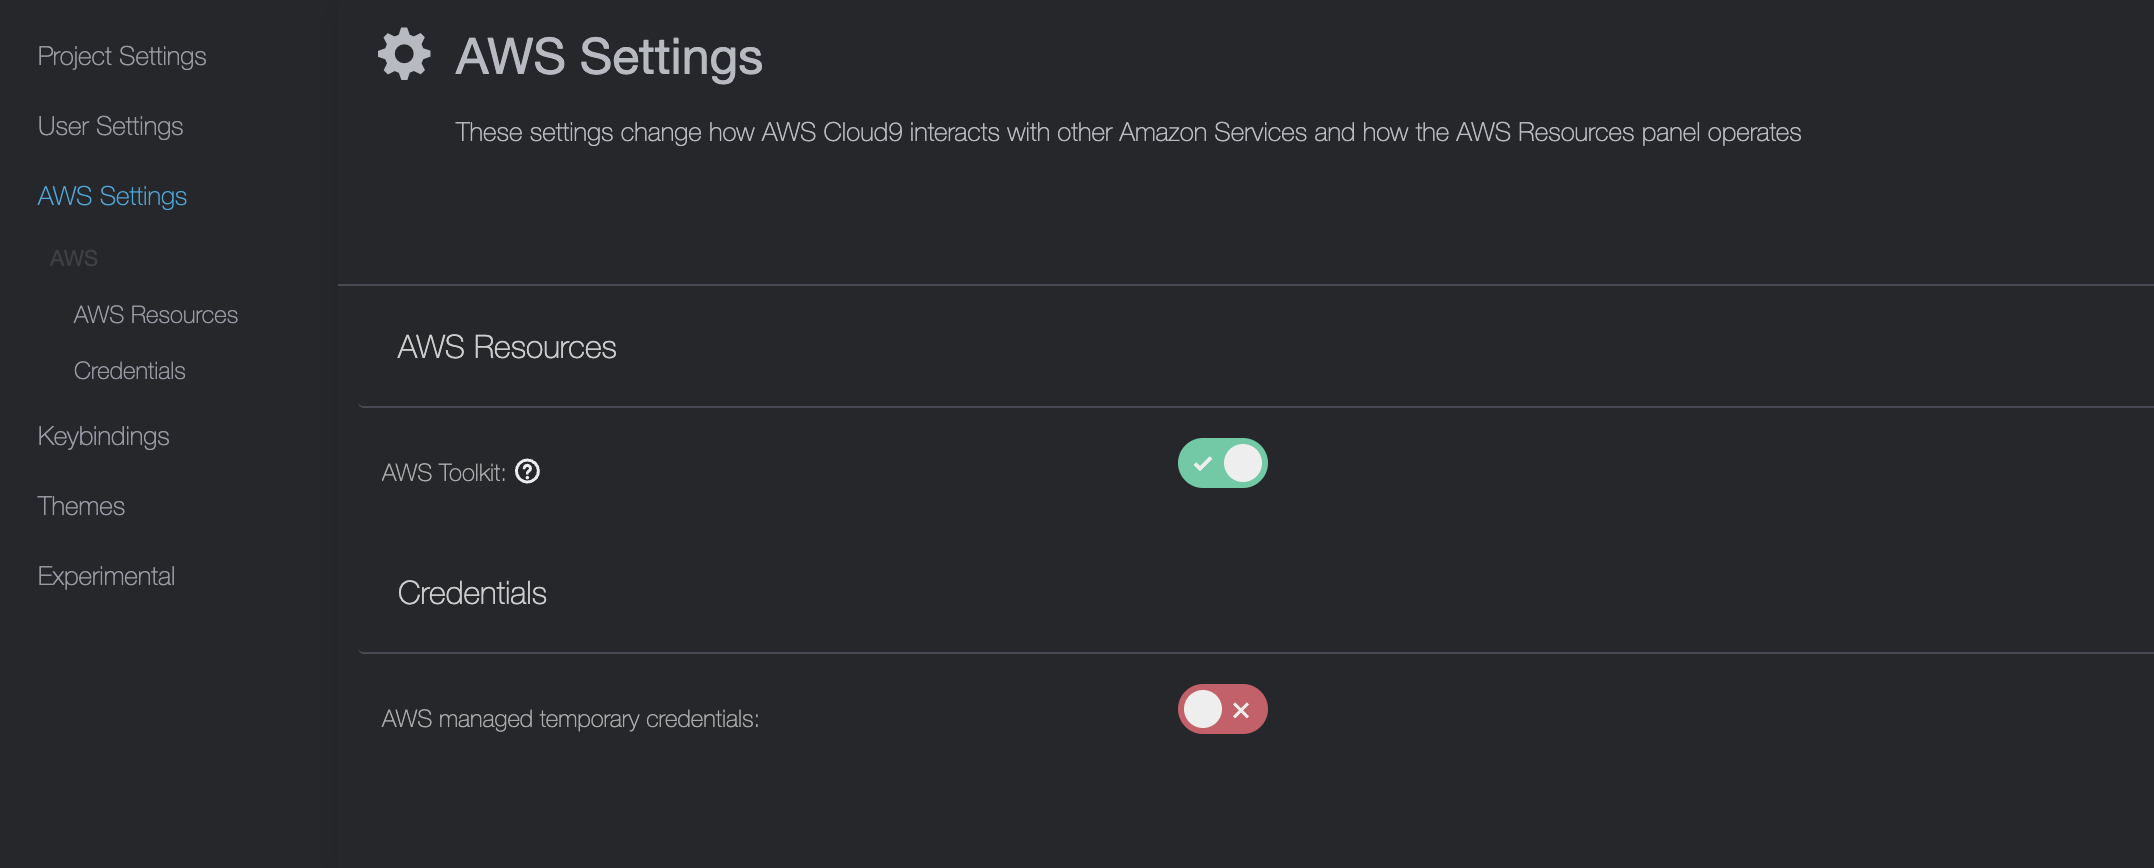 Project Settings
User Settings
AWS Settings
AWS
AWS Resources
Credentials
Keybindings
Themes
Experimental
AWS Settings
These settings change how AWS Cloud9 interacts with other Amazon Services and how the AWS Resources panel operates
AWS Resources
AWS Toolkit: ?
Credentials
AWS managed temporary credentials: